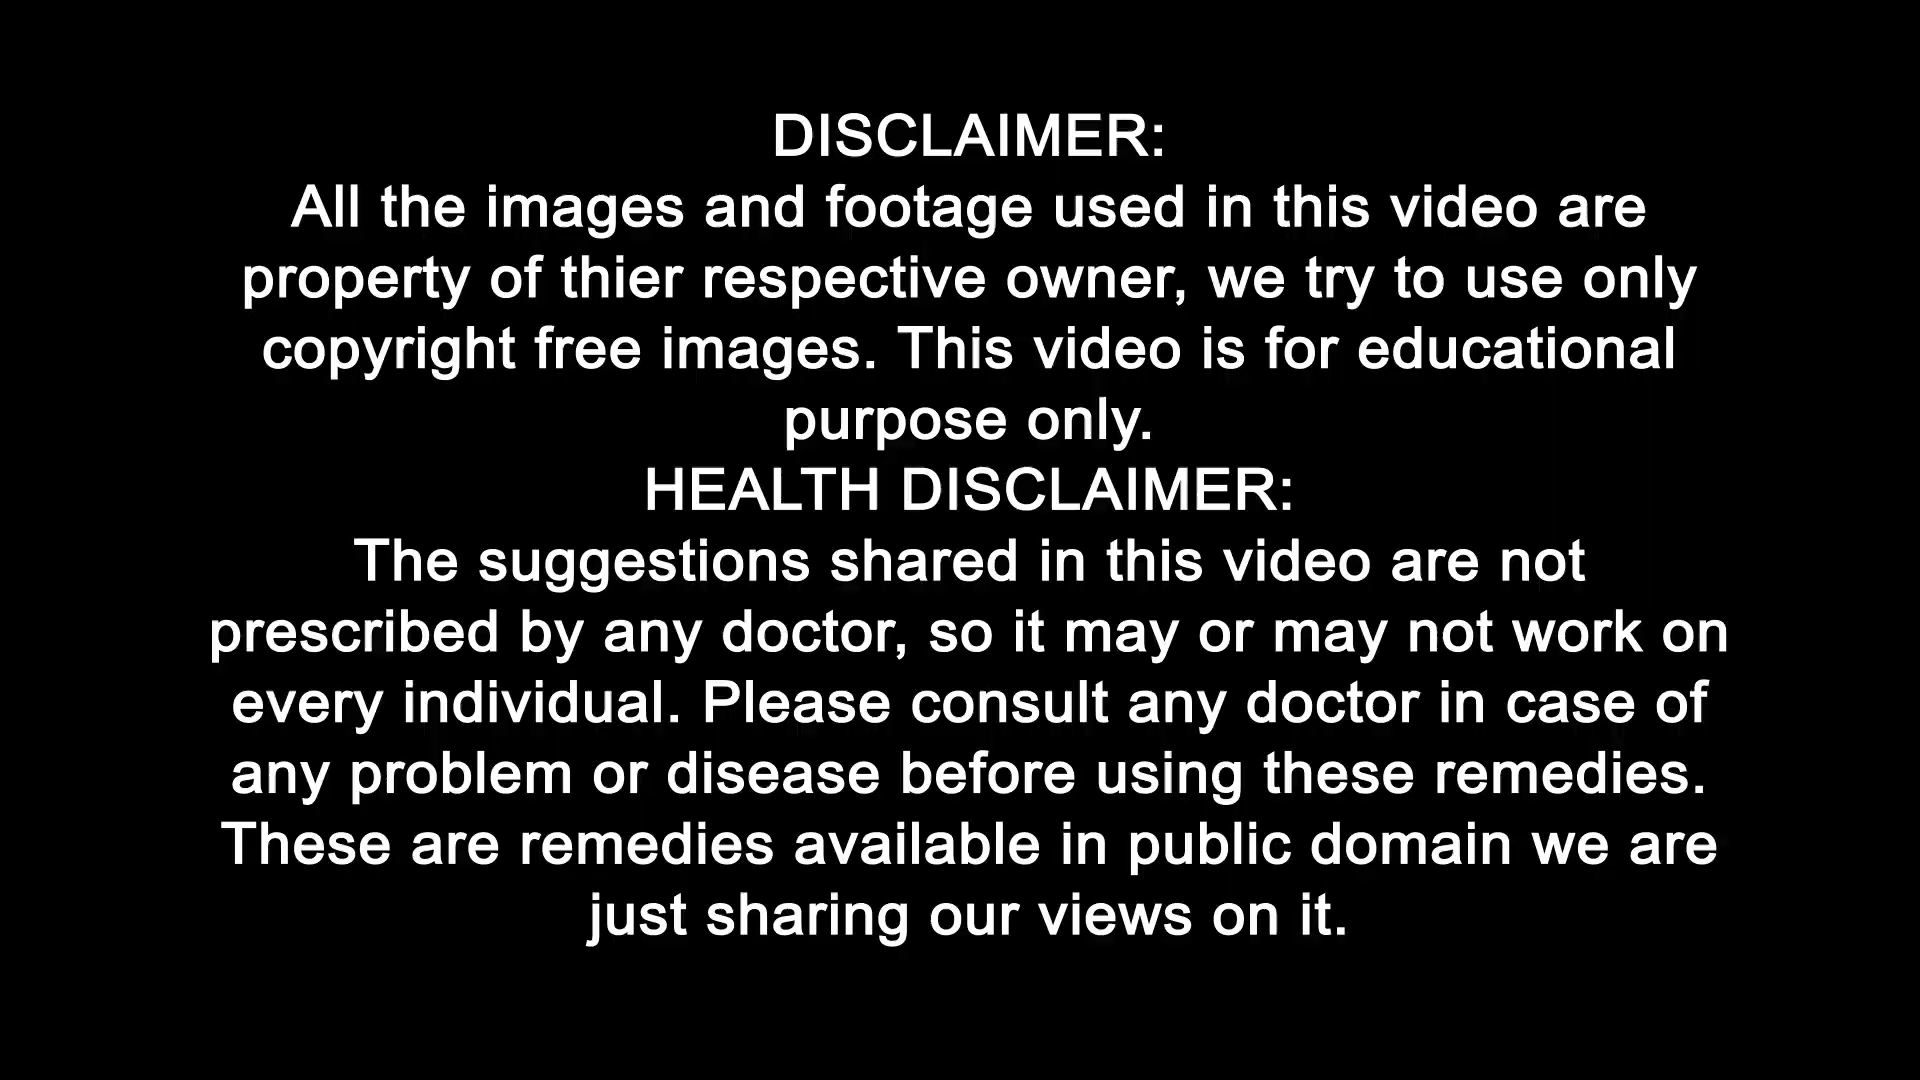 DISCLAIMER:
All the images and footage used in this video are
property of thier respective owner, we try to use only
copyright free images. This video is for educational
purpose only.
HEALTH DISCLAIMER:
The suggestions shared in this video are not
prescribed by any doctor, so it may or may not work on
every individual. Please consult any doctor in case of
any problem or disease before using these remedies.
These are remedies available in public domain we are
just sharing our views on it.